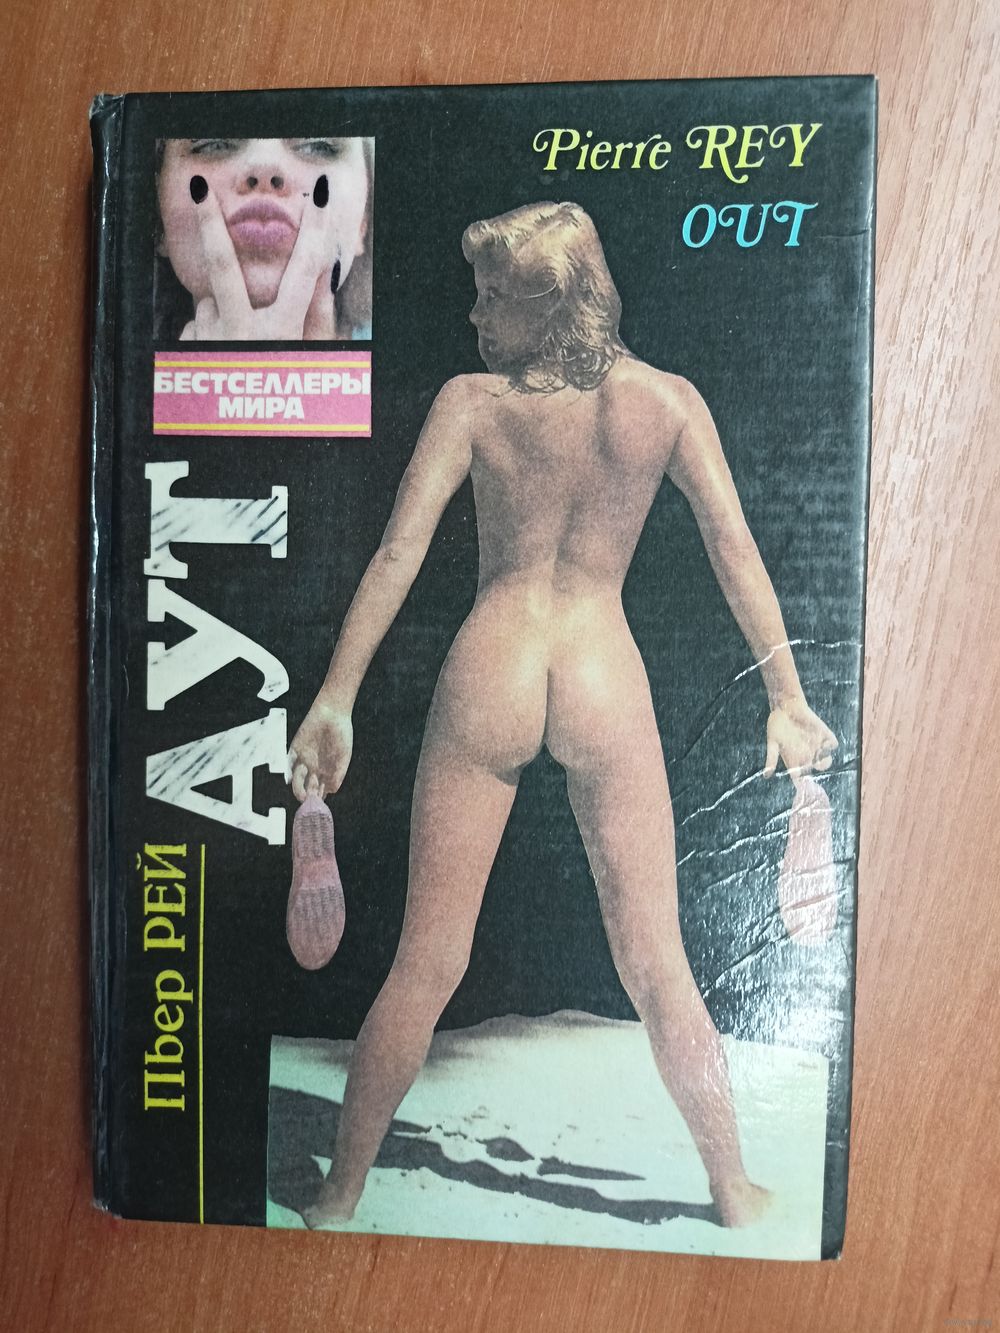 Pierre REY
OUT
БЕСТСЕЛЛЕРЫ
МИРА
Пьер РЕЙ
АУТ